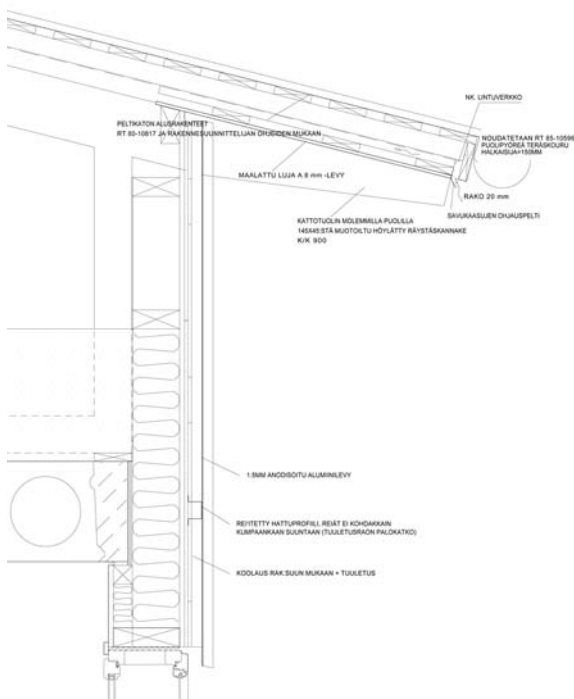 NK. LINTUVERKKO
PELTIKATON ALUSRAKENTEET
RT 80-10817 JA RAKENNESUUNNITTELIJAN OHJEIDEN MUKAAN
NOUDATETAAN RT 85-10596
PUOLIPYÖREÄ TERÄSKOURU
HALKAISIJA=150MM
MAALATTU LUJA A 8 mm -LEVY
RAKO 20 mm
SAVUKAASUJEN OHJAUSPELTI
KATTOTUOLIN MOLEMMILLA PUOLILLA
145X45:STÄ MUOTOILTU HÖYLÄTTY RÄYSTÄSKANNAKE
K/K 900
1.5MM ANODISOITU ALUMIINILEVY
REI'ITETTY HATTUPROFIILI, REIÄT EI KOHDAKKAIN
KUMPAANKAAN SUUNTAAN (TUULETUSRAON PALOKATKO)
KOOLAUS RAK.SUUN MUKAAN + TUULETUS